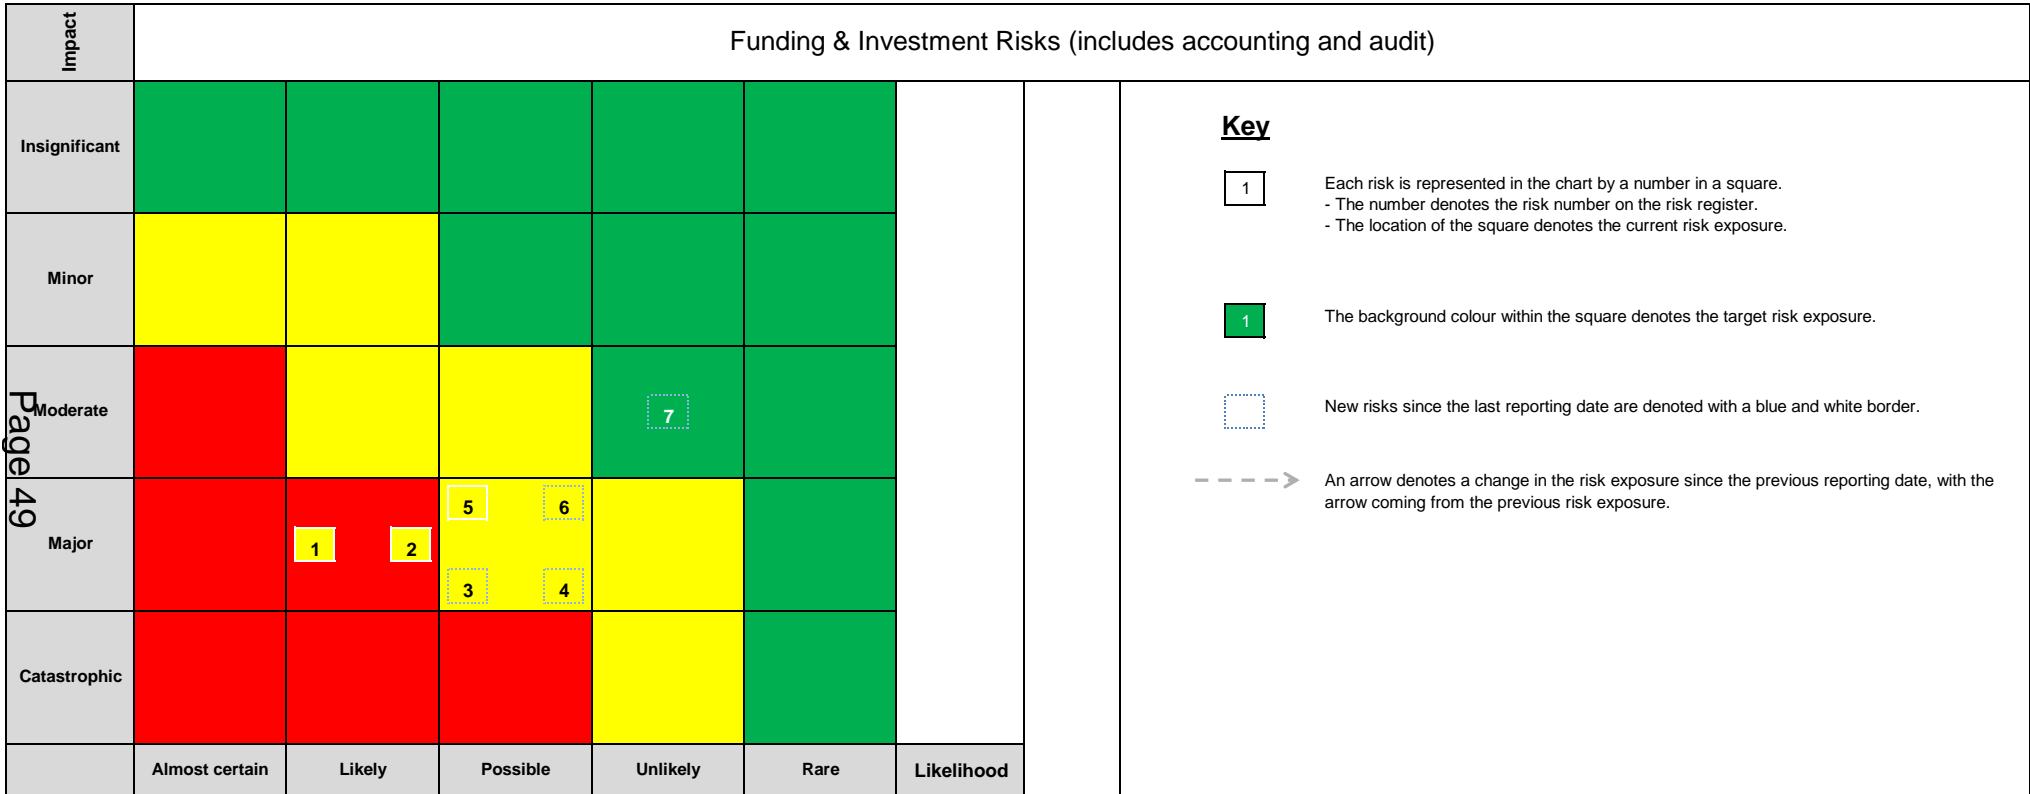 Impact
Funding & Investment Risks (includes accounting and audit)
Insignificant
Minor
Moderate
7
Major
5
6
1
2
3
4
Catastrophic
Almost certain
Likely
Possible
Unlikely
Rare
Likelihood
Page 49
Key
1
Each risk is represented in the chart by a number in a square.
- The number denotes the risk number on the risk register.
- The location of the square denotes the current risk exposure.
1
The background colour within the square denotes the target risk exposure.
New risks since the last reporting date are denoted with a blue and white border.
An arrow denotes a change in the risk exposure since the previous reporting date, with the
arrow coming from the previous risk exposure.